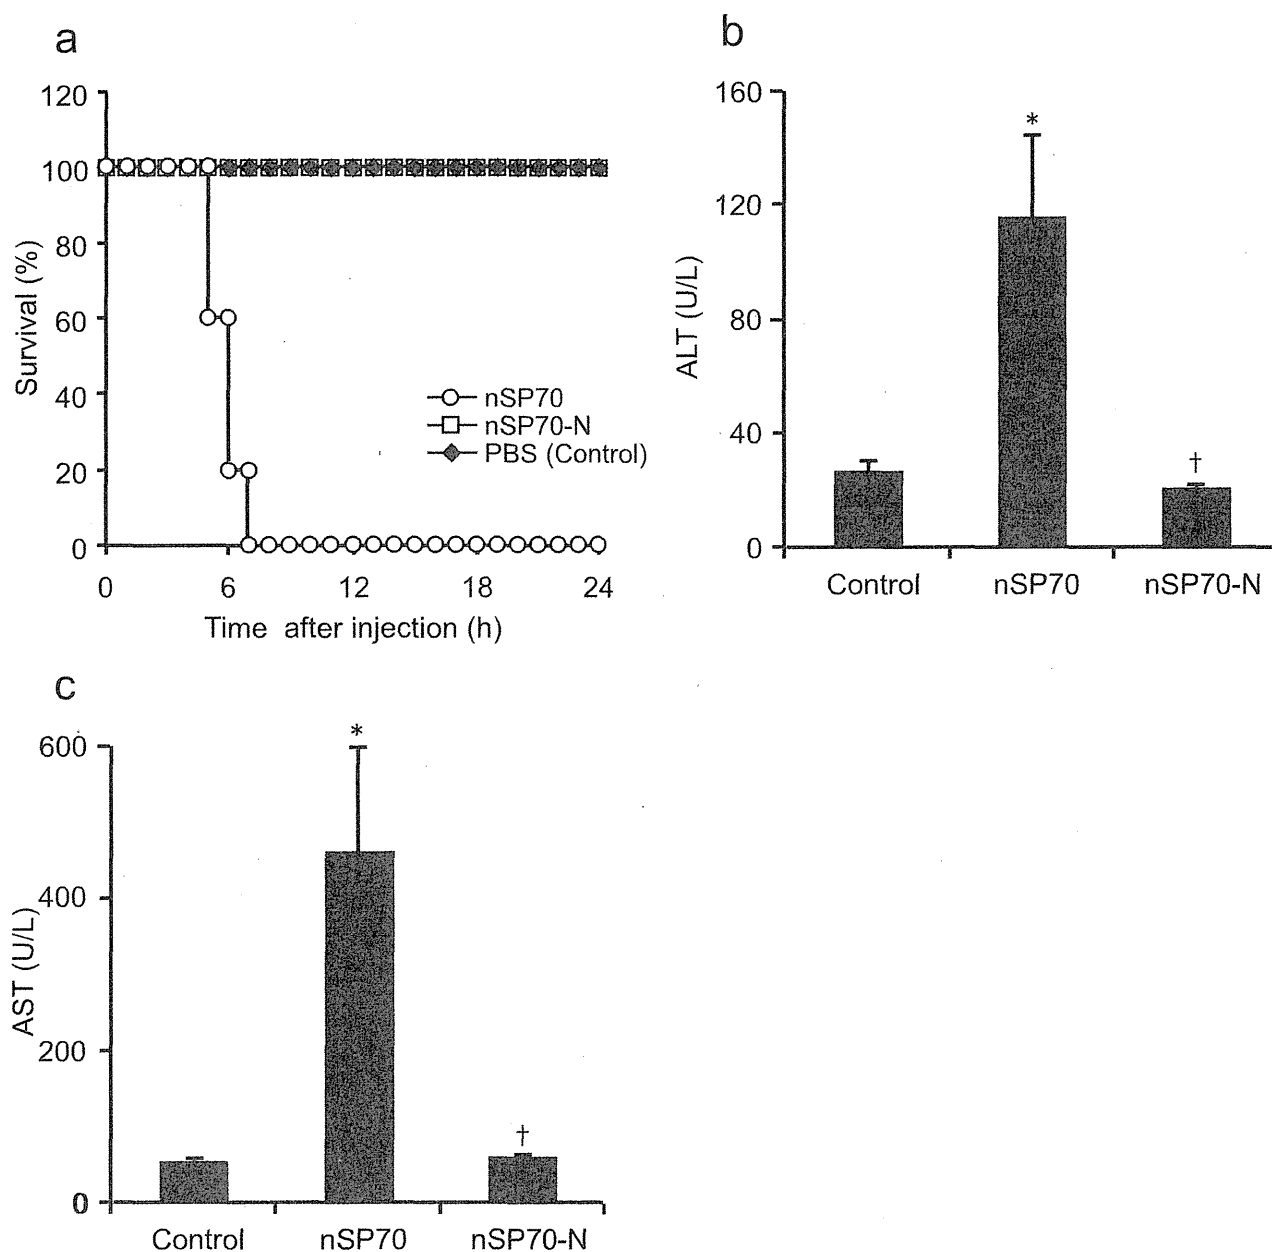 a
120
100
80
60
40
20
0
Survival (%)
0 6 12 18 24
Time after injection (h)
nSP70
nSP70-N
PBS (Control)
b
160
120
80
40
0
ALT (U/L)
*
†
Control nSP70 nSP70-N
c
600
400
200
0
AST (U/L)
*
†
Control nSP70 nSP70-N